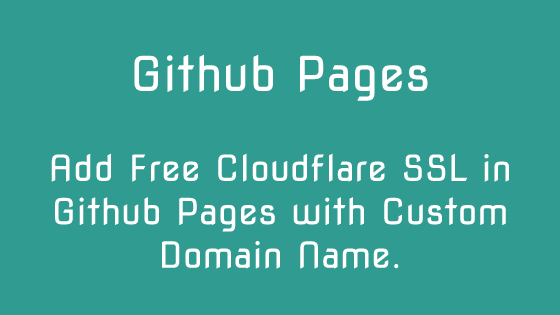 Github Pages
Add Free Cloudflare SSL in
Github Pages with Custom
Domain Name.